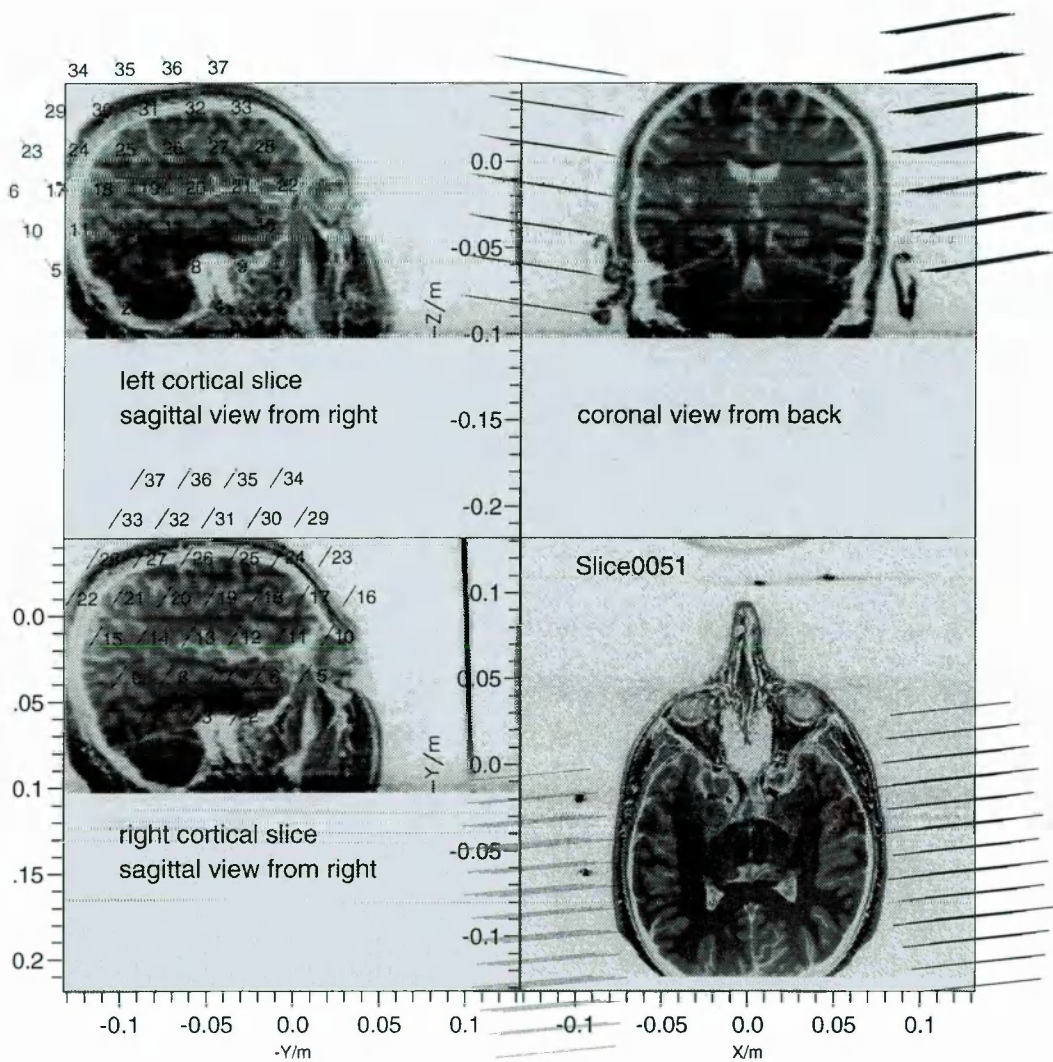 34 35 36 37
29 30 31 32 33
23 24 25 26 27 28
6 17 18 19 20 21 22
10 11
5 8 9
0.0
-0.05
-0.1
-0.15
-0.2
-Z/m
left cortical slice
sagittal view from right
coronal view from back
/37 /36 /35 /34
/33 /32 /31 /30 /29
/28 /27 /26 /25 /24 /23
/22 /21 /20 /19 /18 /17 /16
/15 /14 /13 /12 /11 /10
/6 /5
3 2
0.0
.05
0.1
.15
0.2
right cortical slice
sagittal view from right
Slice0051
0.1
0.05
0.0
-0.05
-0.1
-Y/m
-0.1 -0.05 0.0 0.05 0.1
-Y/m
-0.1 -0.05 0.0 0.05 0.1
X/m